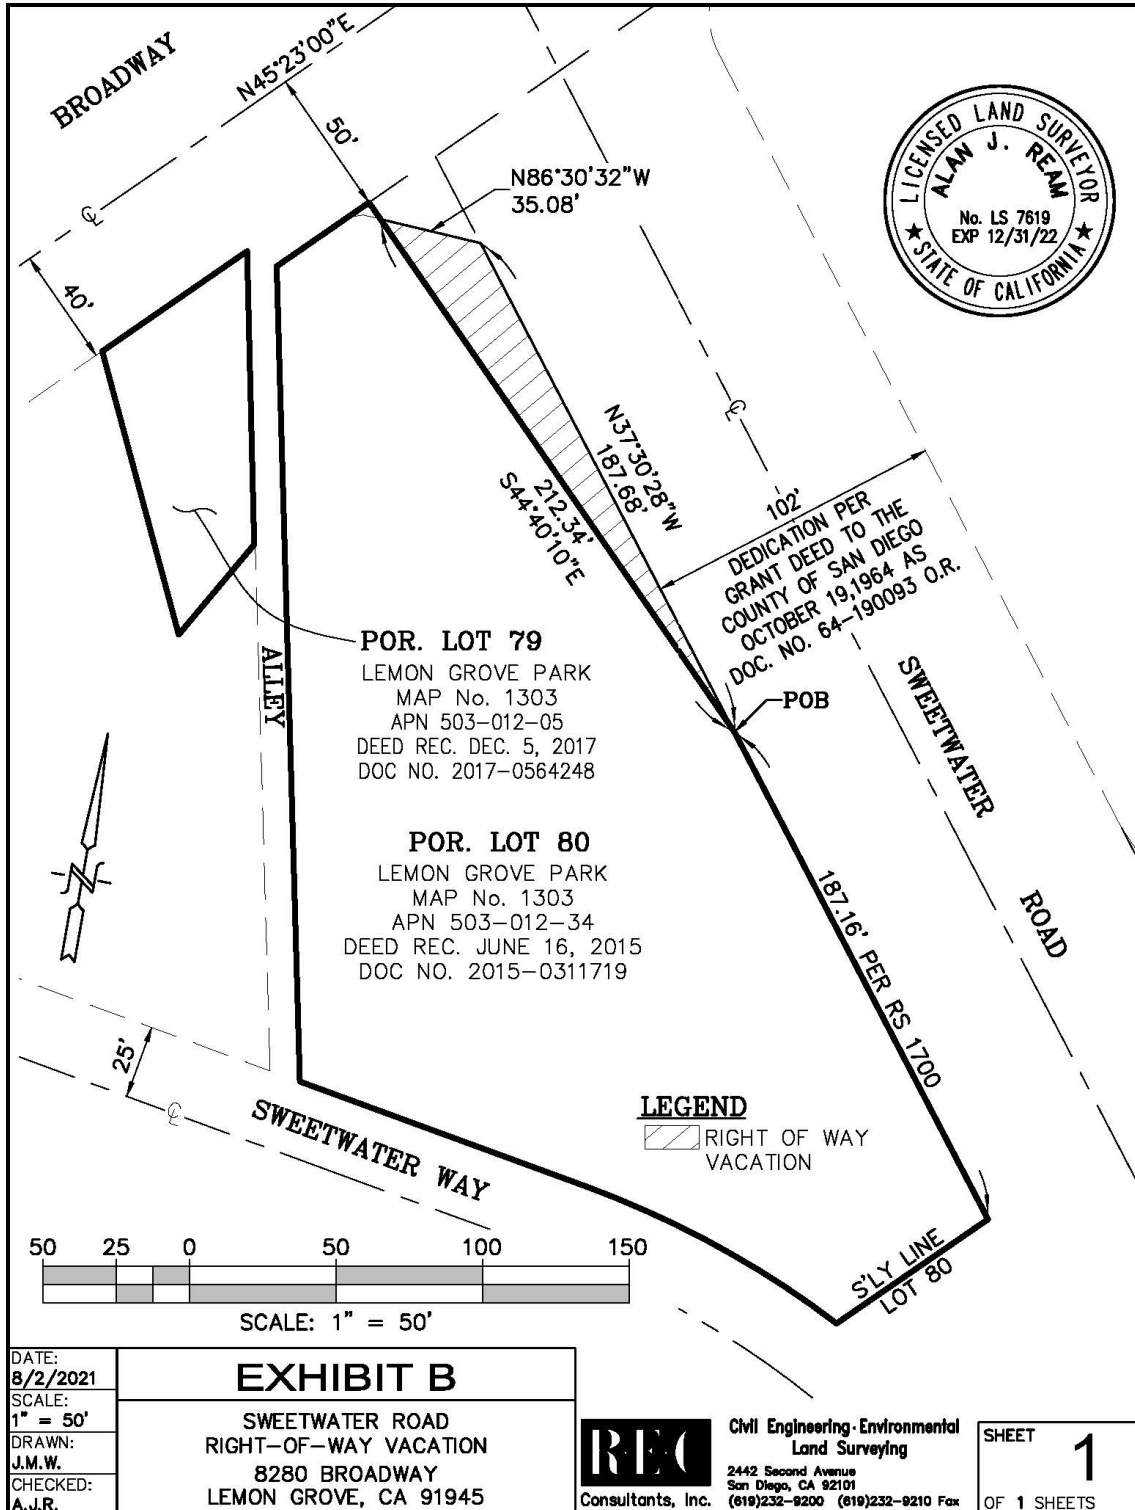 BROADWAY
N45°23'00"E
50'
℄
40'
N86°30'32"W
35.08'
LICENSED LAND SURVEYOR
ALAN J. REAM
No. LS 7619
EXP 12/31/22
★ STATE OF CALIFORNIA ★
N37°30'28"W
187.68'
212.34'
S44°40'10"E
℄
102'
DEDICATION PER
GRANT DEED TO THE
COUNTY OF SAN DIEGO
OCTOBER 19,1964 AS
DOC. NO. 64-190093 O.R.
POB
SWEETWATER
ROAD
ALLEY
POR. LOT 79
LEMON GROVE PARK
MAP No. 1303
APN 503-012-05
DEED REC. DEC. 5, 2017
DOC NO. 2017-0564248
POR. LOT 80
LEMON GROVE PARK
MAP No. 1303
APN 503-012-34
DEED REC. JUNE 16, 2015
DOC NO. 2015-0311719
N
187.16' PER RS 1700
25'
℄
SWEETWATER WAY
LEGEND
RIGHT OF WAY
VACATION
S'LY LINE
LOT 80
50 25 0 50 100 150
SCALE: 1" = 50'
DATE:
8/2/2021
SCALE:
1" = 50'
DRAWN:
J.M.W.
CHECKED:
A.J.R.
EXHIBIT B
SWEETWATER ROAD
RIGHT-OF-WAY VACATION
8280 BROADWAY
LEMON GROVE, CA 91945
R·E·C
Consultants, Inc.
Civil Engineering·Environmental
Land Surveying
2442 Second Avenue
San Diego, CA 92101
(619)232-9200 (619)232-9210 Fax
SHEET
1
OF 1 SHEETS